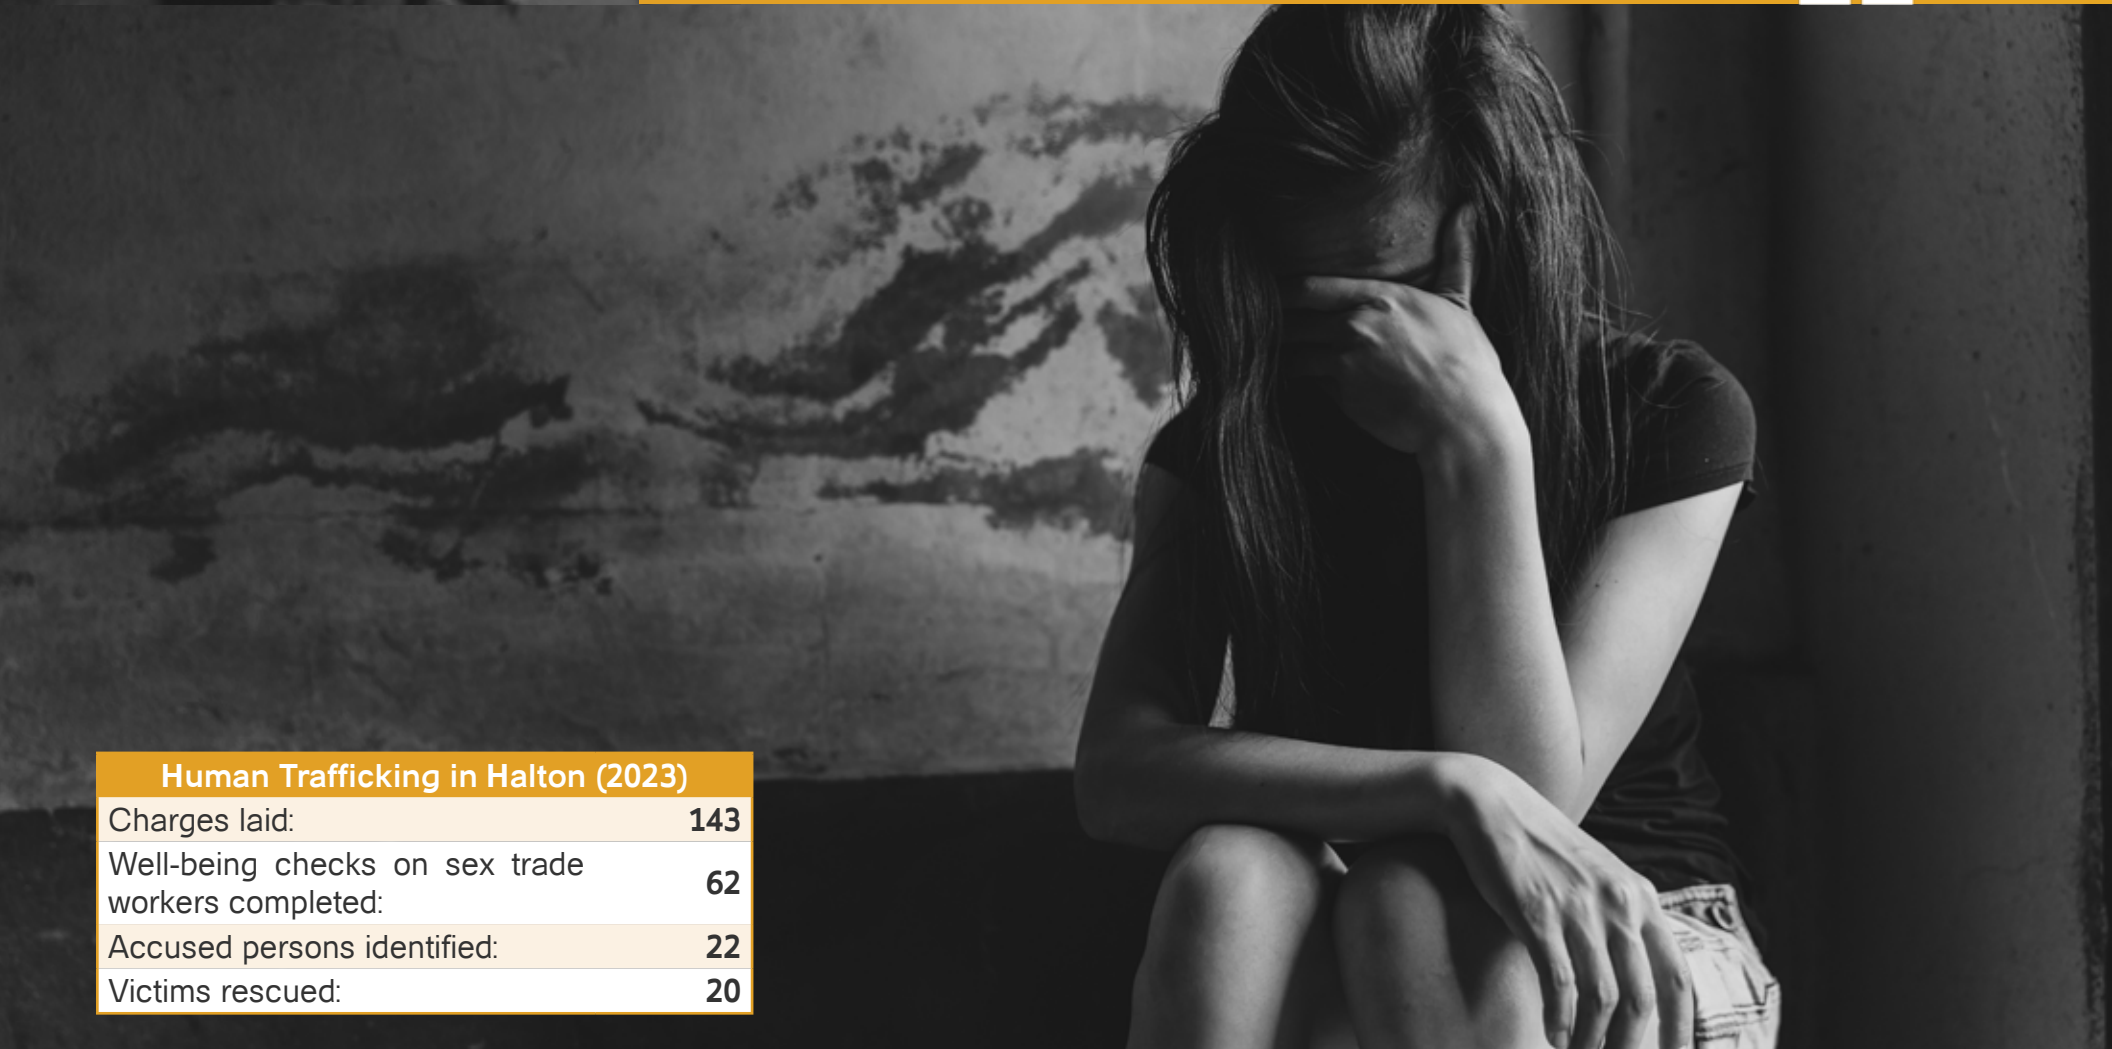 Human Trafficking in Halton (2023)
Charges laid: 143
Well-being checks on sex trade
workers completed: 62
Accused persons identified: 22
Victims rescued: 20